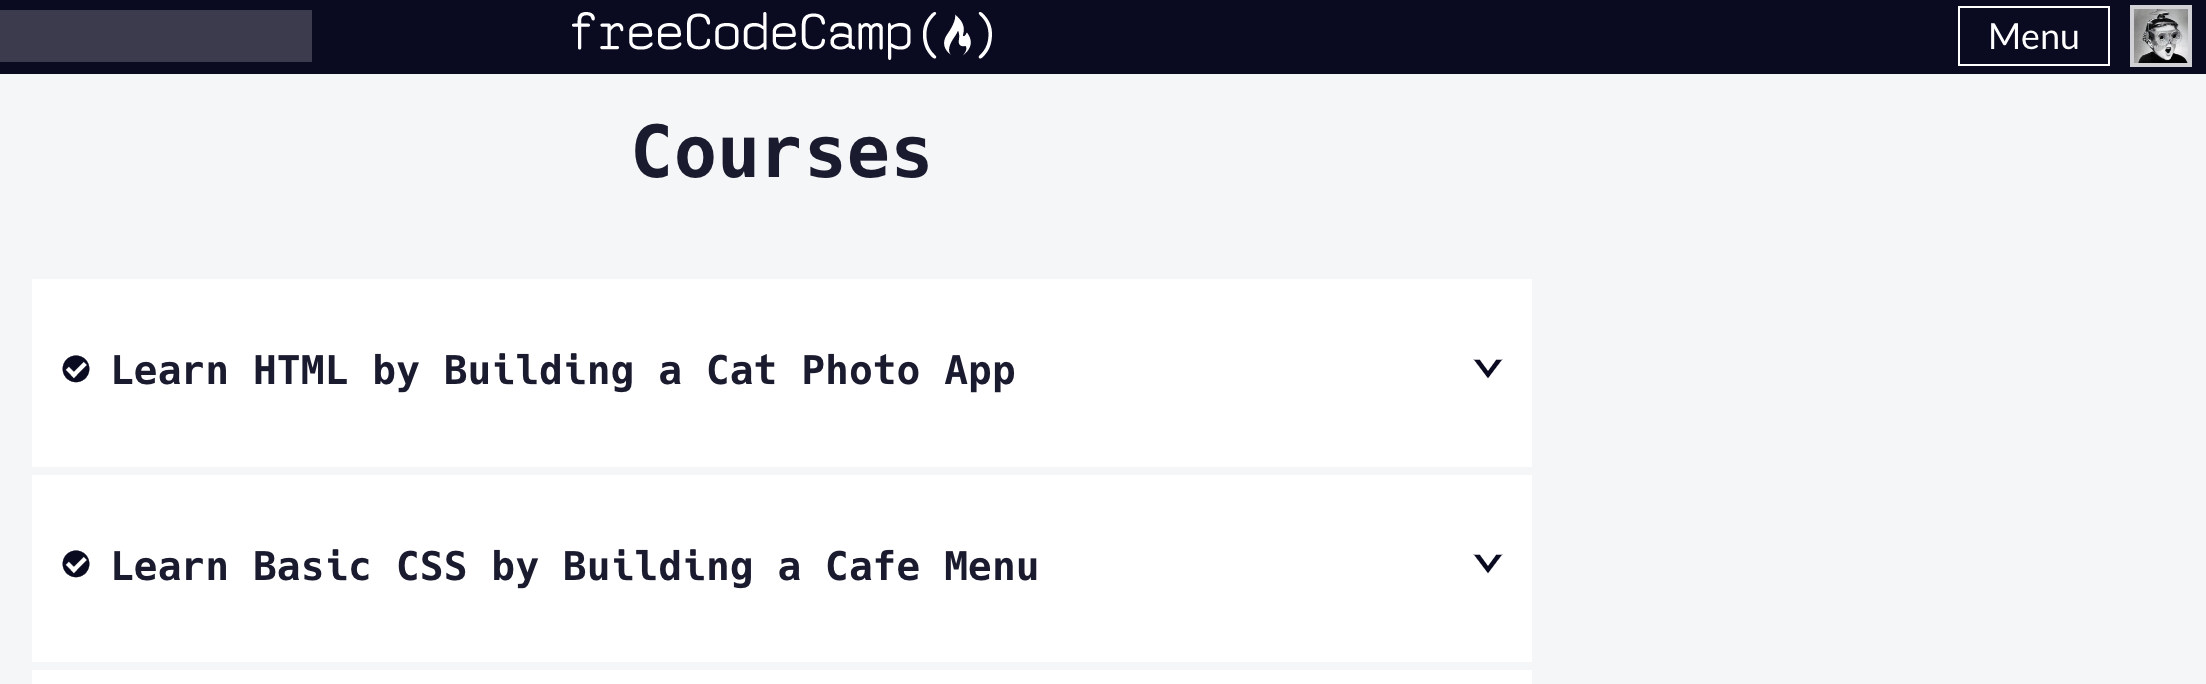 freeCodeCamp(🔥)
Menu
Courses
Learn HTML by Building a Cat Photo App
Learn Basic CSS by Building a Cafe Menu